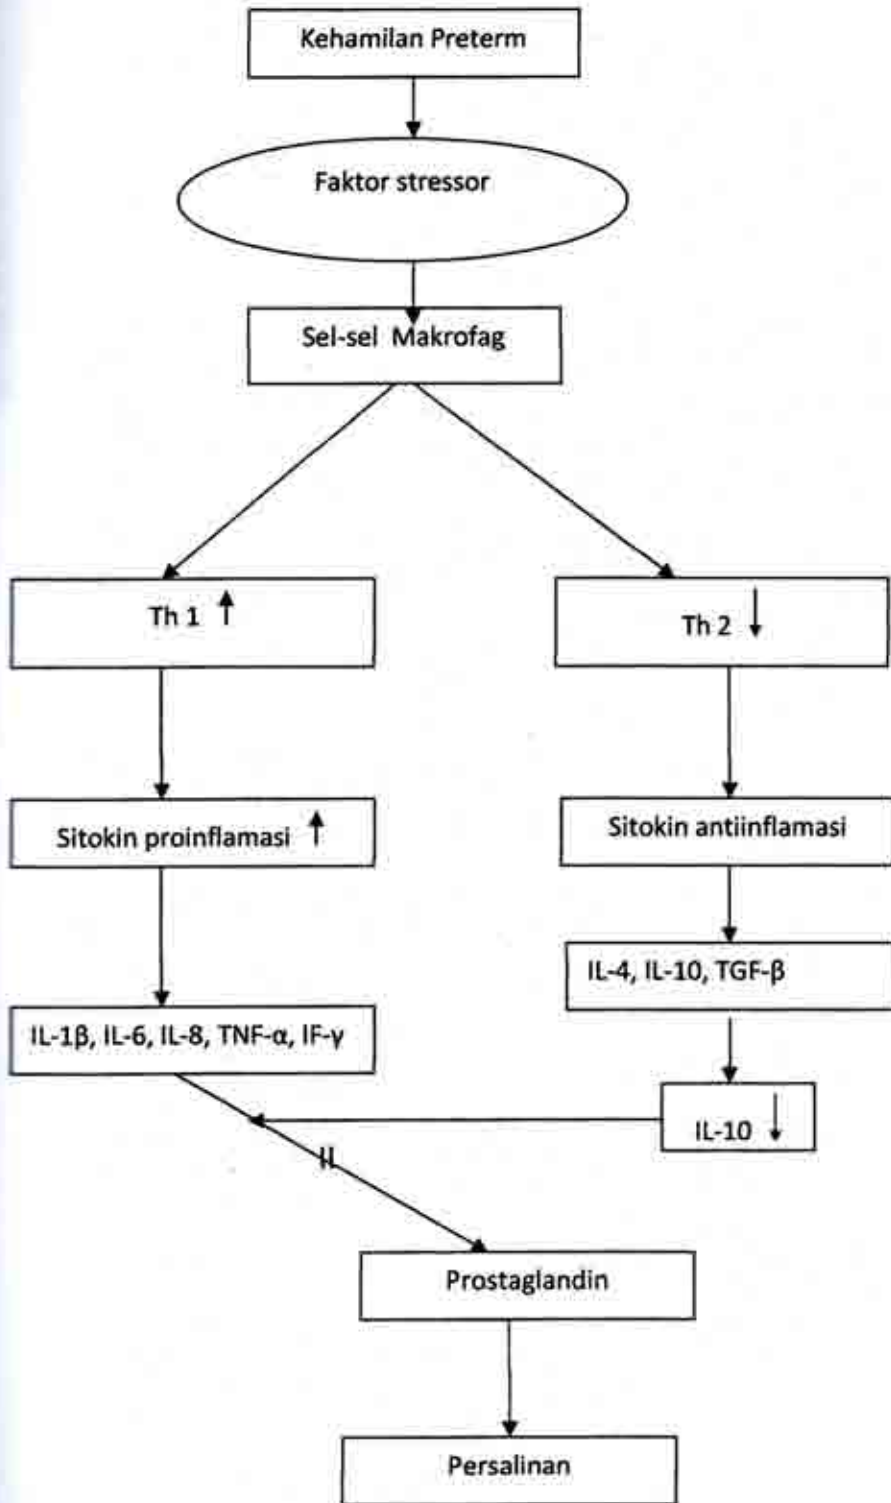 Kehamilan Preterm
Faktor stressor
Sel-sel Makrofag
Th 1 ↑
Th 2 ↓
Sitokin proinflamasi ↑
Sitokin antiinflamasi
IL-4, IL-10, TGF-β
IL-1β, IL-6, IL-8, TNF-α, IF-γ
IL-10 ↓
Prostaglandin
Persalinan